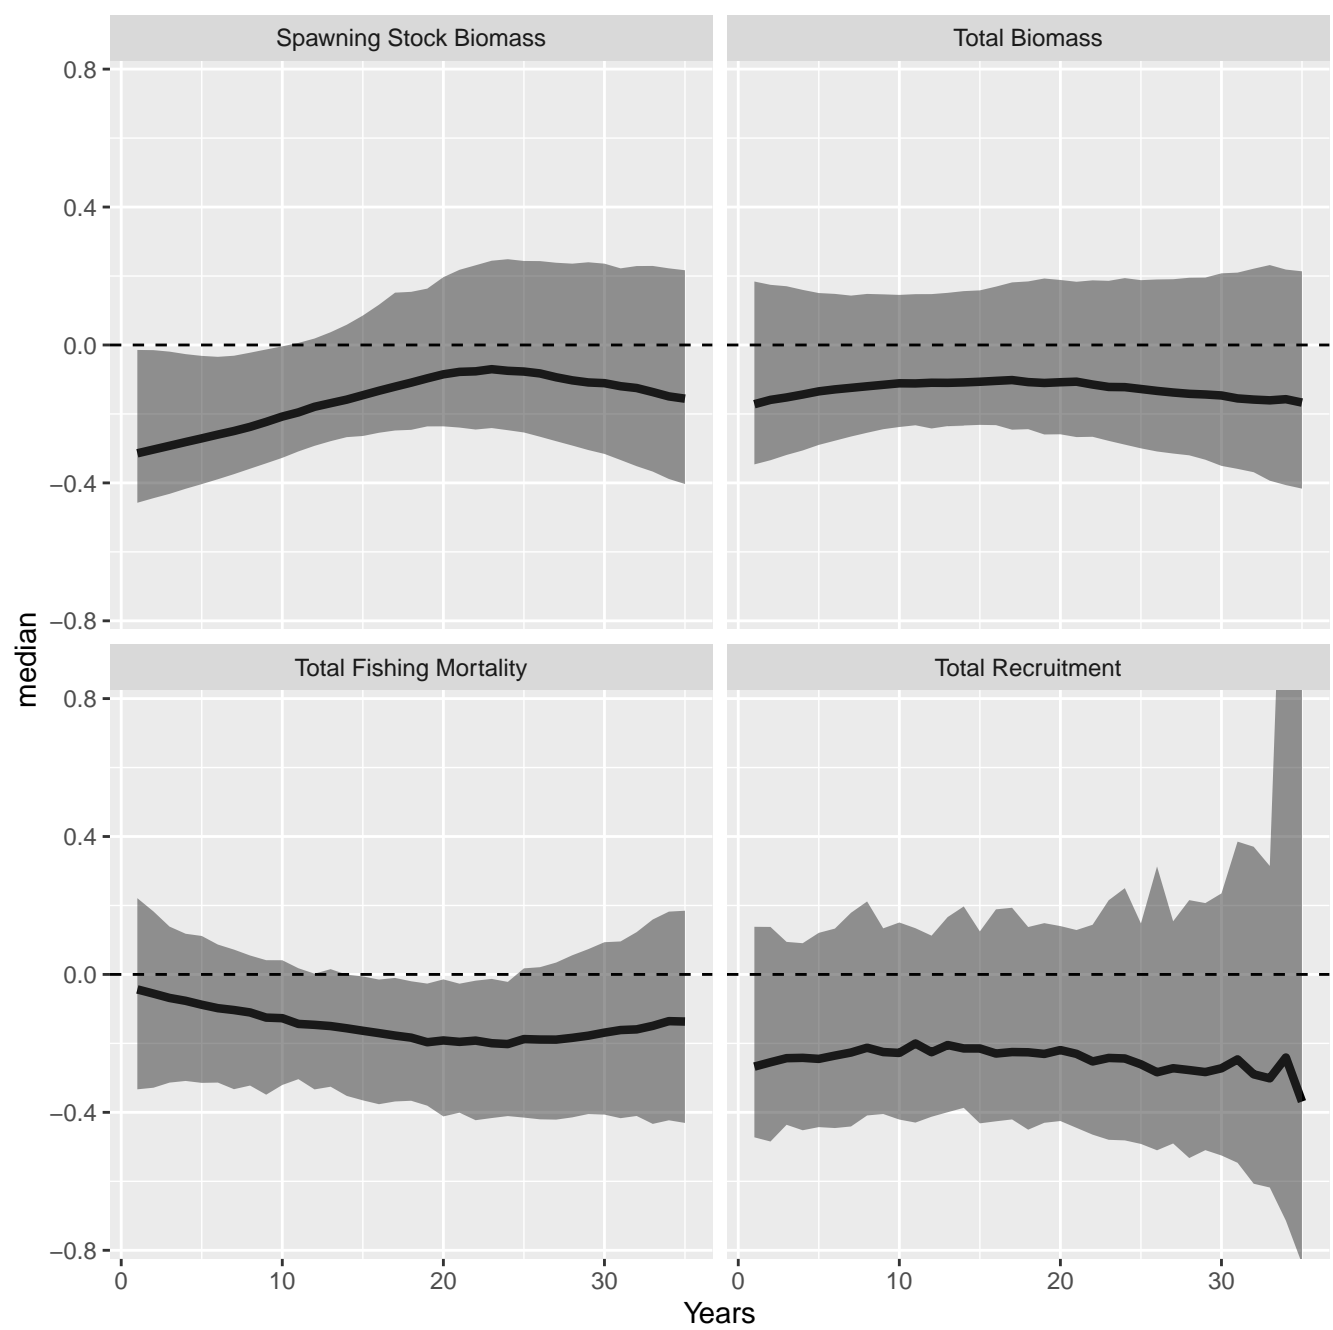 Spawning Stock Biomass
Total Biomass
0.8
0.4
0.0
−0.4
−0.8
median
Total Fishing Mortality
Total Recruitment
0.8
0.4
0.0
−0.4
−0.8
0 10 20 30
0 10 20 30
Years